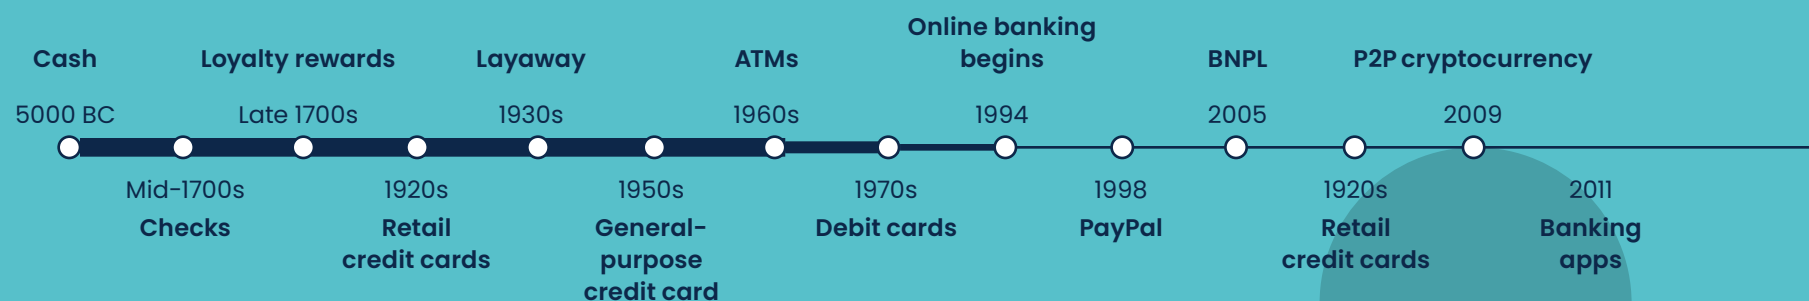 Cash
5000 BC
Mid-1700s
Checks
Loyalty rewards
Late 1700s
1920s
Retail
credit cards
Layaway
1930s
1950s
General-
purpose
credit card
ATMs
1960s
1970s
Debit cards
Online banking
begins
1994
1998
PayPal
BNPL
2005
1920s
Retail
credit cards
P2P cryptocurrency
2009
2011
Banking
apps